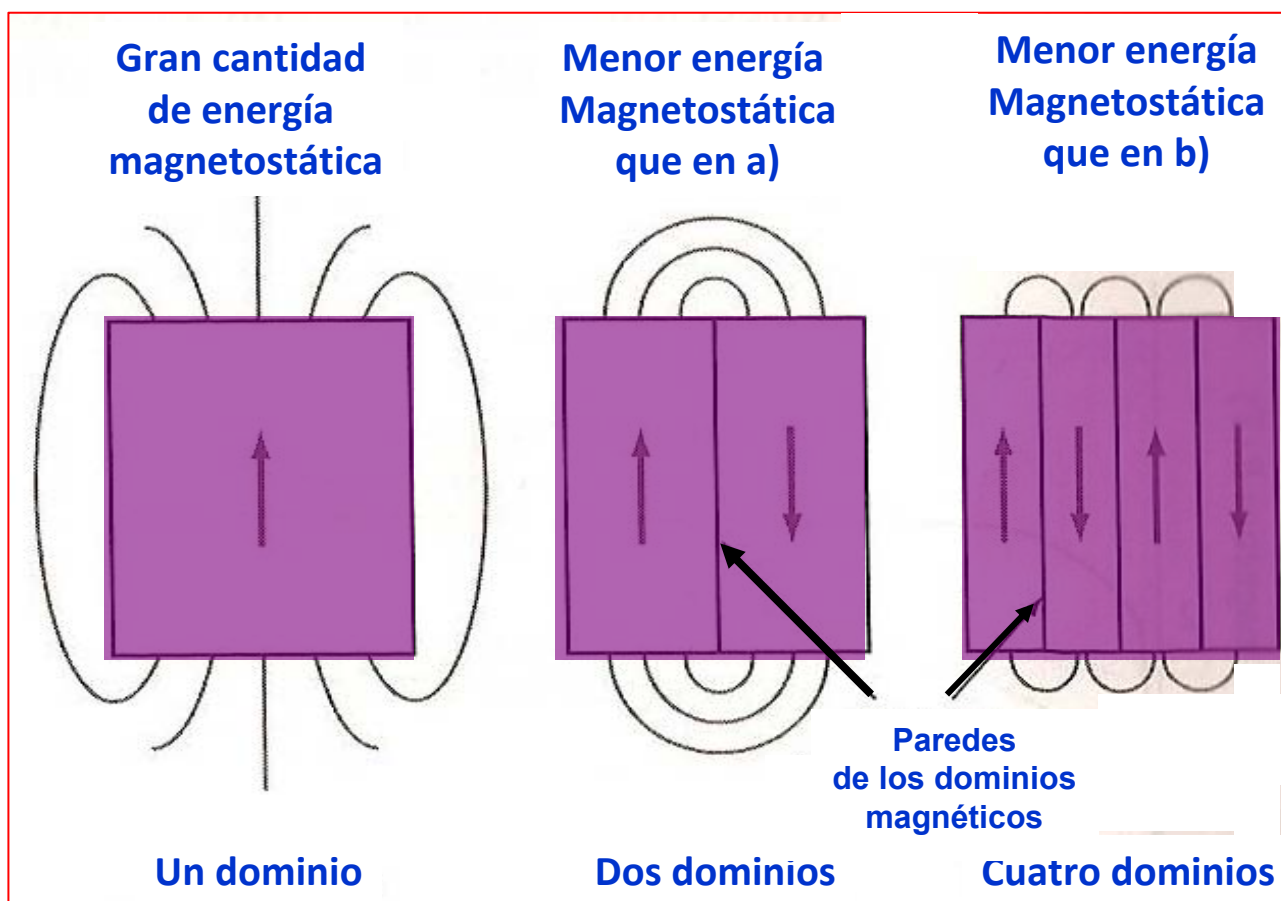 Gran cantidad
de energía
magnetostática
Menor energía
Magnetostática
que en a)
Menor energía
Magnetostática
que en b)
Paredes
de los dominios
magnéticos
Un dominio
Dos dominios
Cuatro dominios